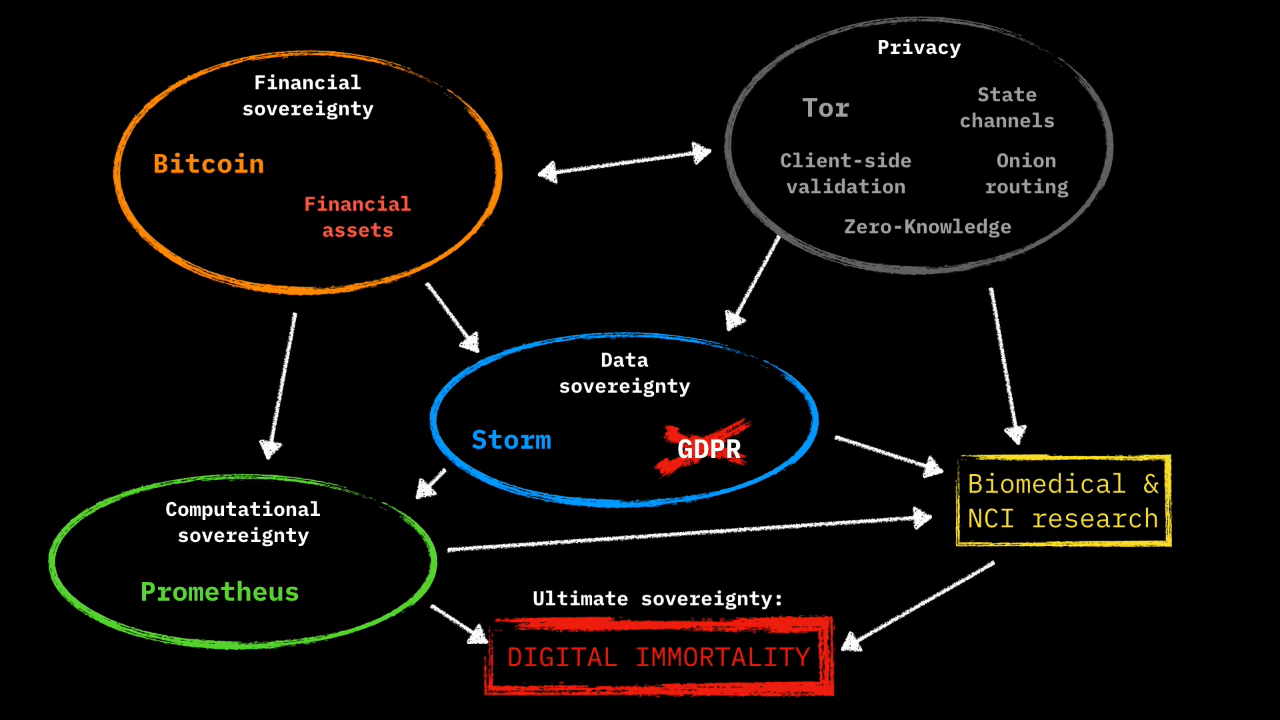 Financial
sovereignty
Bitcoin
Financial
assets
Privacy
Tor
State
channels
Client-side
validation
Onion
routing
Zero-Knowledge
Data
sovereignty
Storm
GDPR
Computational
sovereignty
Prometheus
Biomedical &
NCI research
Ultimate sovereignty:
DIGITAL IMMORTALITY